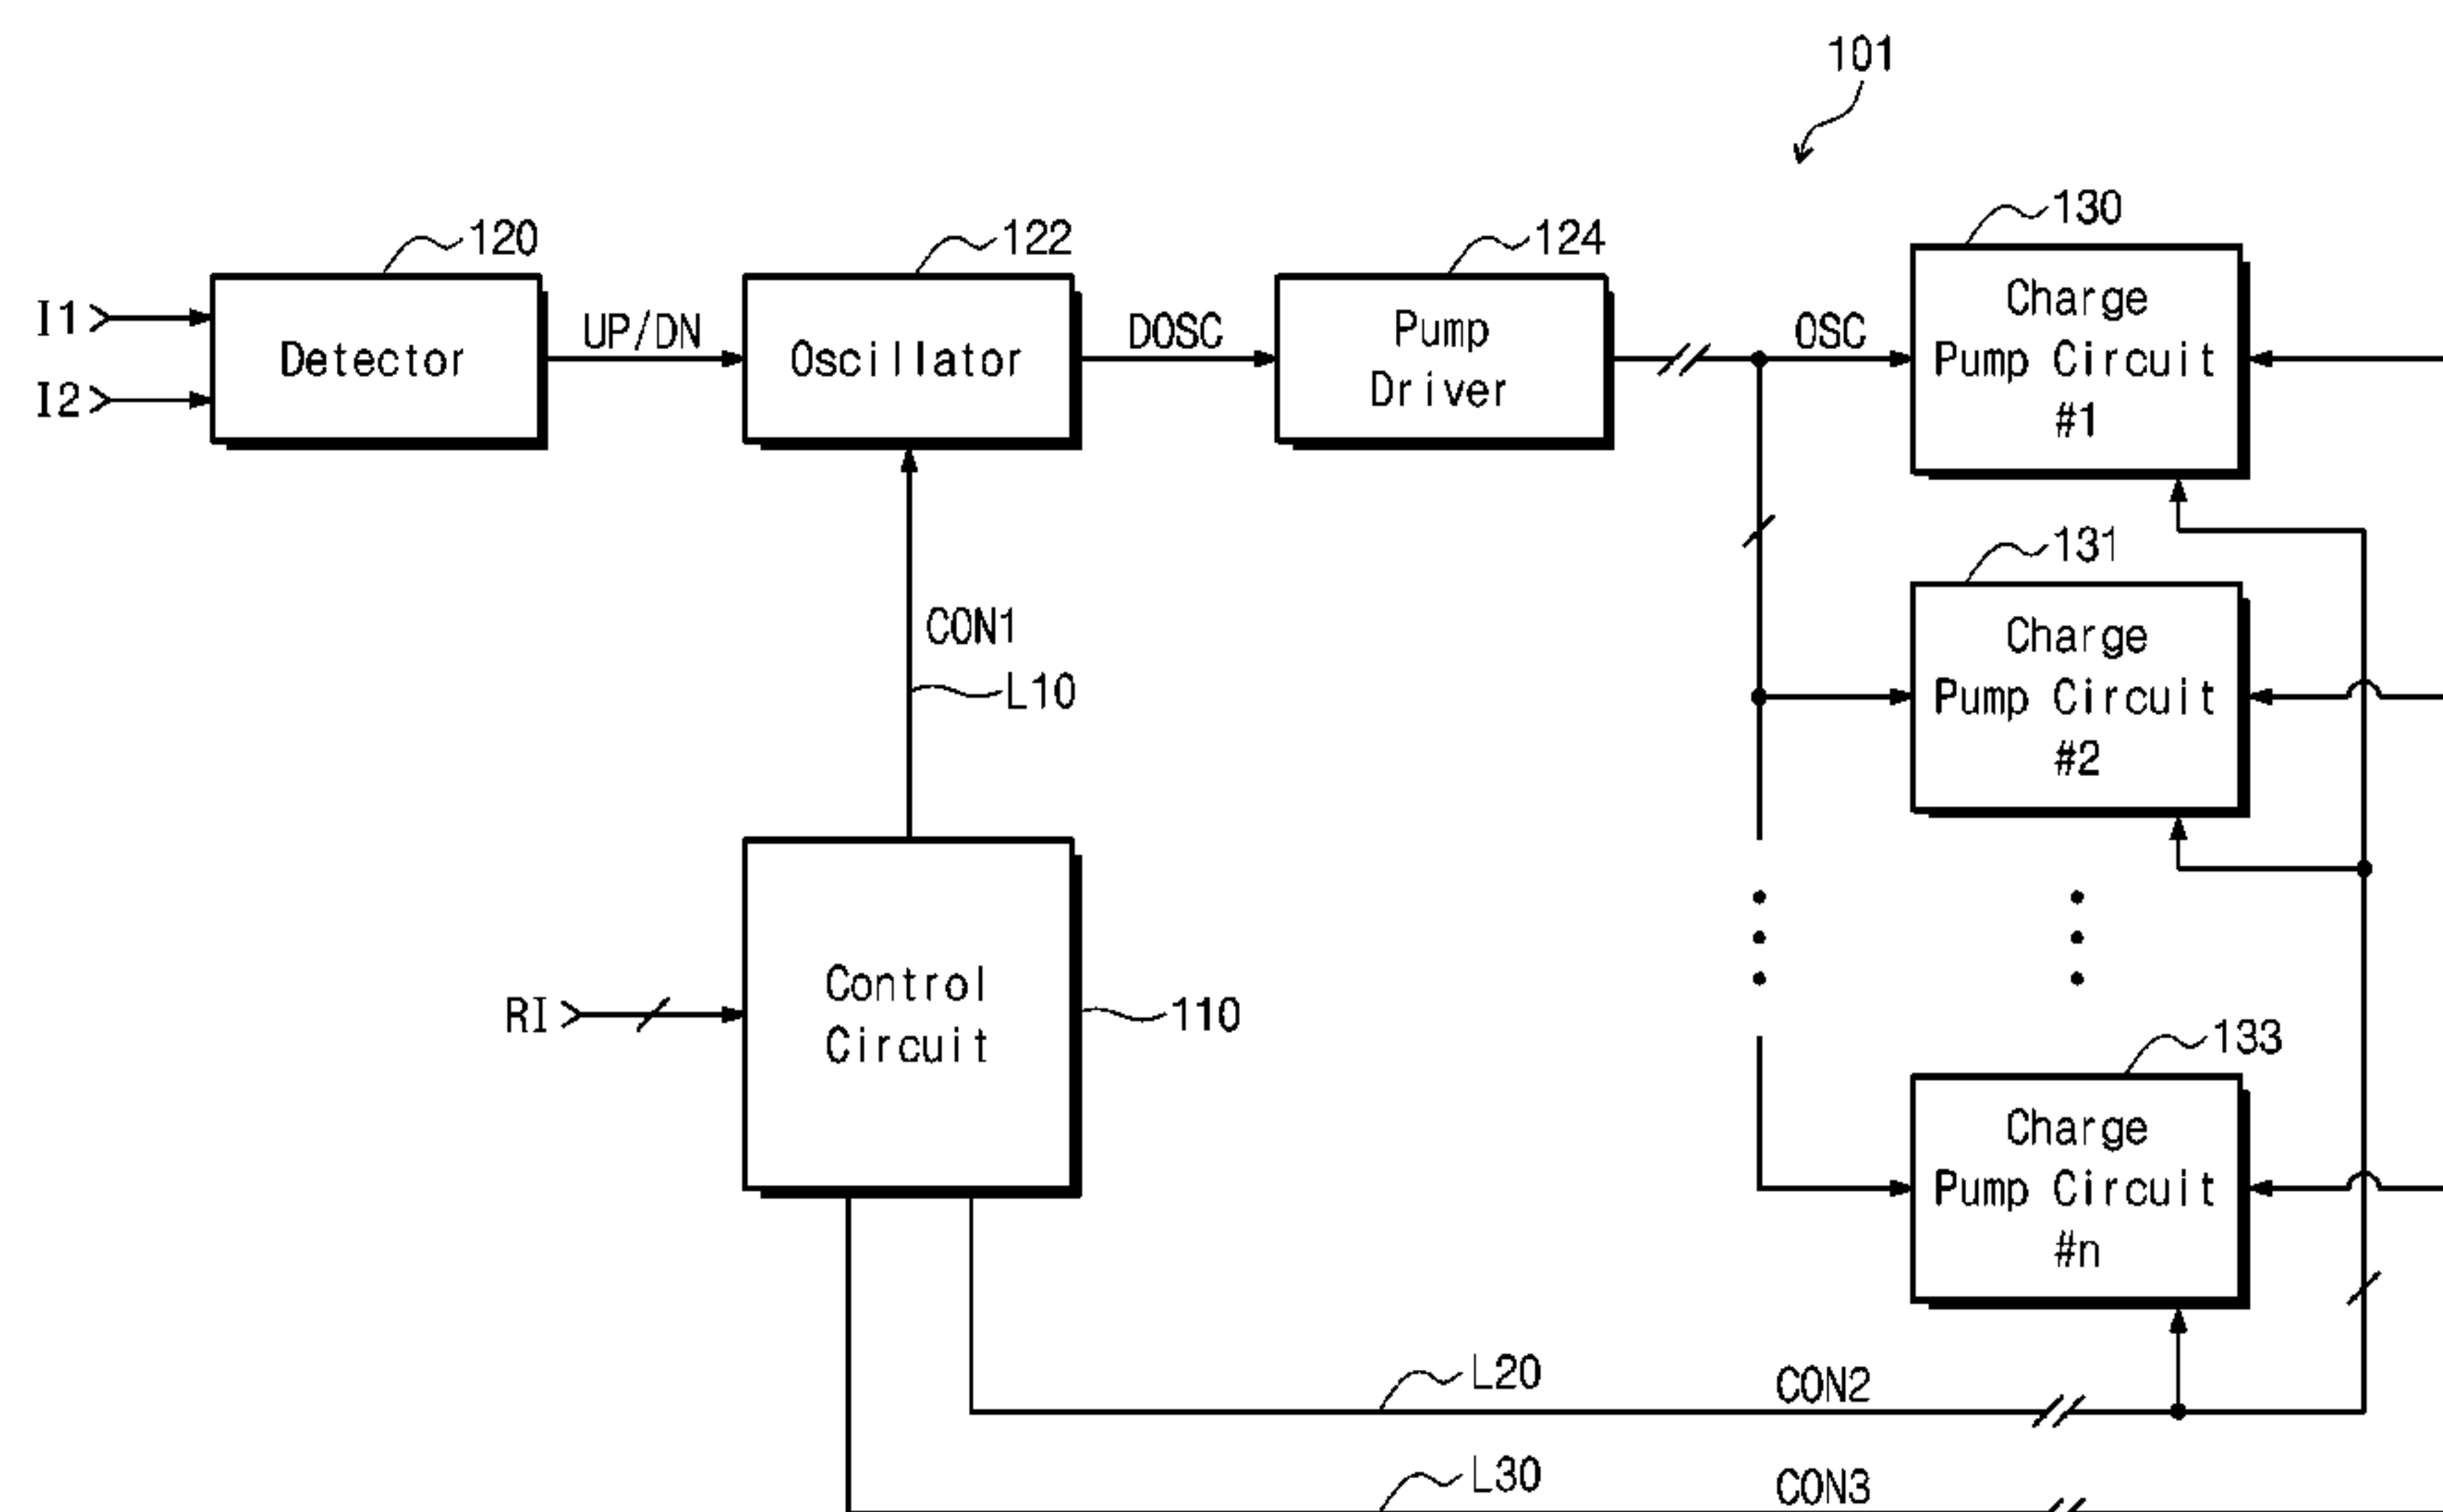 101
120
122
124
130
I1
I2
Detector
UP/DN
Oscillator
DOSC
Pump
Driver
OSC
Charge
Pump Circuit
#1
131
Charge
Pump Circuit
#2
CON1
L10
RI
Control
Circuit
110
133
Charge
Pump Circuit
#n
L20
CON2
L30
CON3